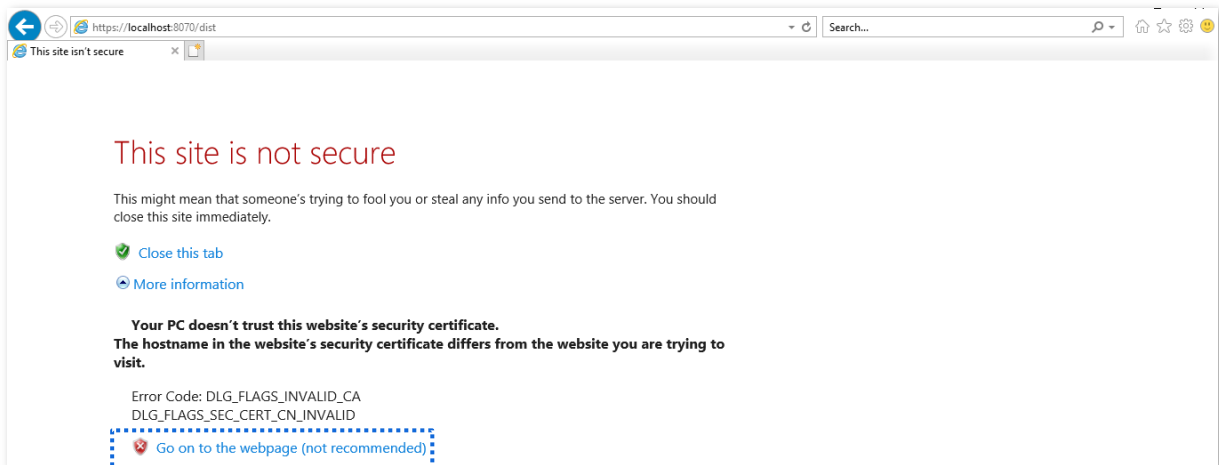 https://localhost:8070/dist
Search...
This site isn't secure
This site is not secure
This might mean that someone's trying to fool you or steal any info you send to the server. You should
close this site immediately.
Close this tab
More information
Your PC doesn't trust this website's security certificate.
The hostname in the website's security certificate differs from the website you are trying to
visit.
Error Code: DLG_FLAGS_INVALID_CA
DLG_FLAGS_SEC_CERT_CN_INVALID
Go on to the webpage (not recommended)